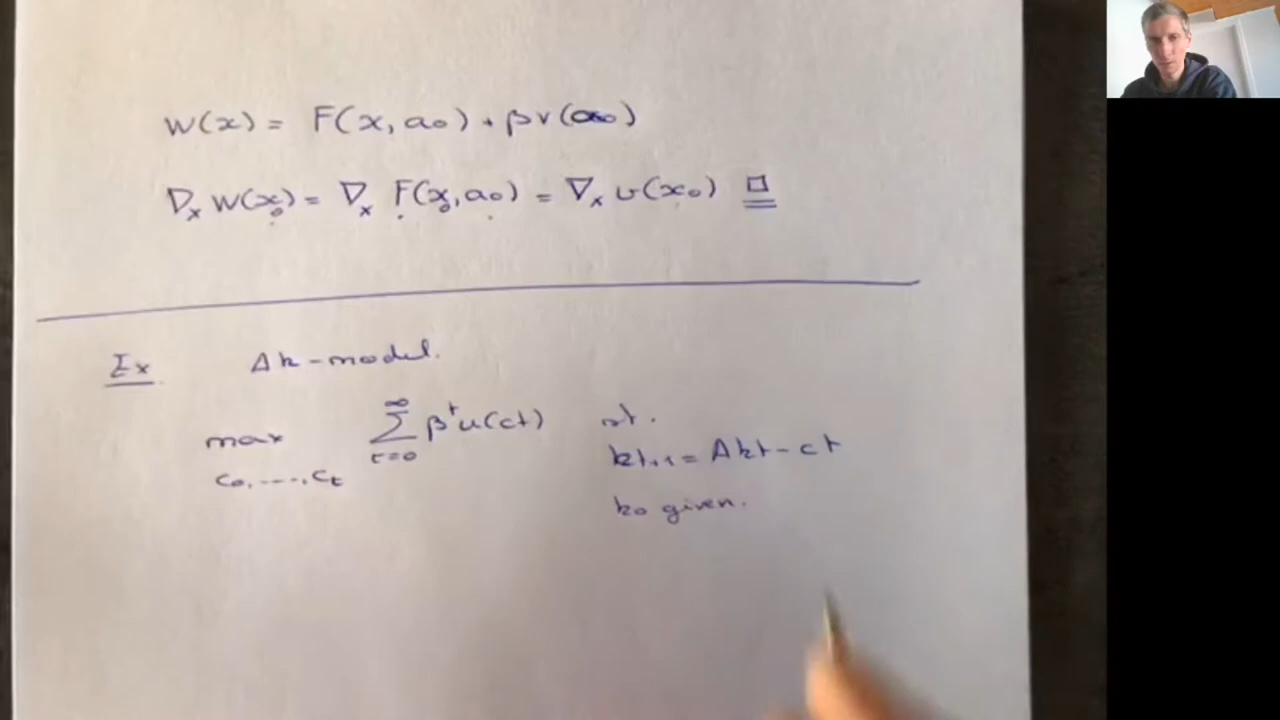 W(x) = F(x, a₀) + βv(a₀)
∇ₓ W(x₀) = ∇ₓ F(x₀, a₀) = ∇ₓ v(x₀) □
Ex Ak-model.
max c₀, ..., cₜ ∑ₜ₌₀^∞ βᵗu(cₜ) st.
kₜ₊₁ = Akₜ - cₜ
k₀ given.